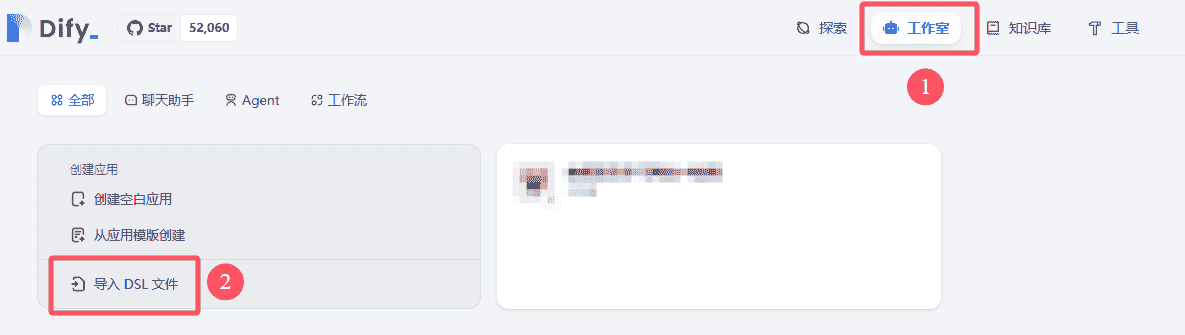 Dify_
Star 52,060
探索
工作室
知识库
工具
1
全部
聊天助手
Agent
工作流
创建应用
创建空白应用
从应用模版创建
导入 DSL 文件
2